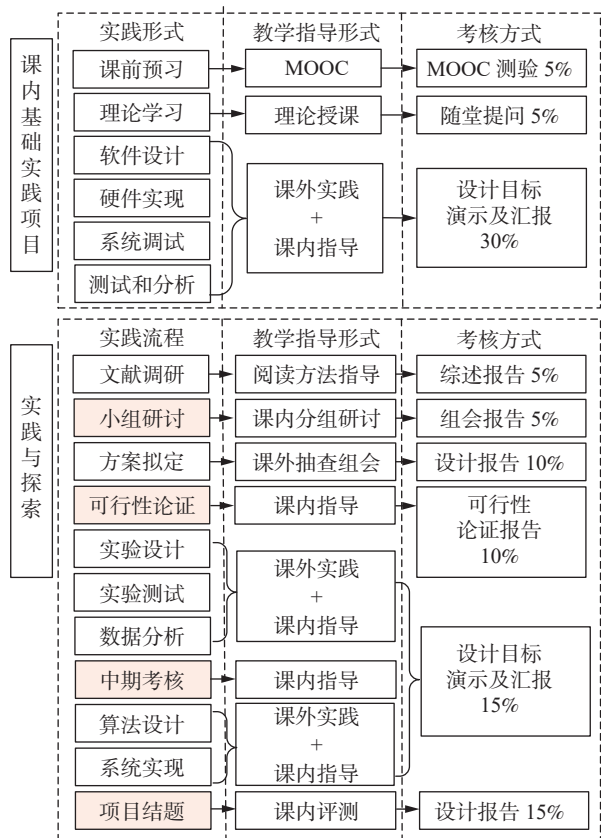 课内基础实践项目
实践形式 教学指导形式 考核方式
课前预习 MOOC MOOC 测验 5%
理论学习 理论授课 随堂提问 5%
软件设计
硬件实现
系统调试
测试和分析
课外实践
+
课内指导
设计目标
演示及汇报
30%
实践与探索
实践流程 教学指导形式 考核方式
文献调研 阅读方法指导 综述报告 5%
小组研讨 课内分组研讨 组会报告 5%
方案拟定 课外抽查组会 设计报告 10%
可行性论证 课内指导 可行性
论证报告
10%
实验设计
实验测试
数据分析
课外实践
+
课内指导
中期考核 课内指导
算法设计
系统实现
课外实践
+
课内指导
设计目标
演示及汇报
15%
项目结题 课内评测 设计报告 15%